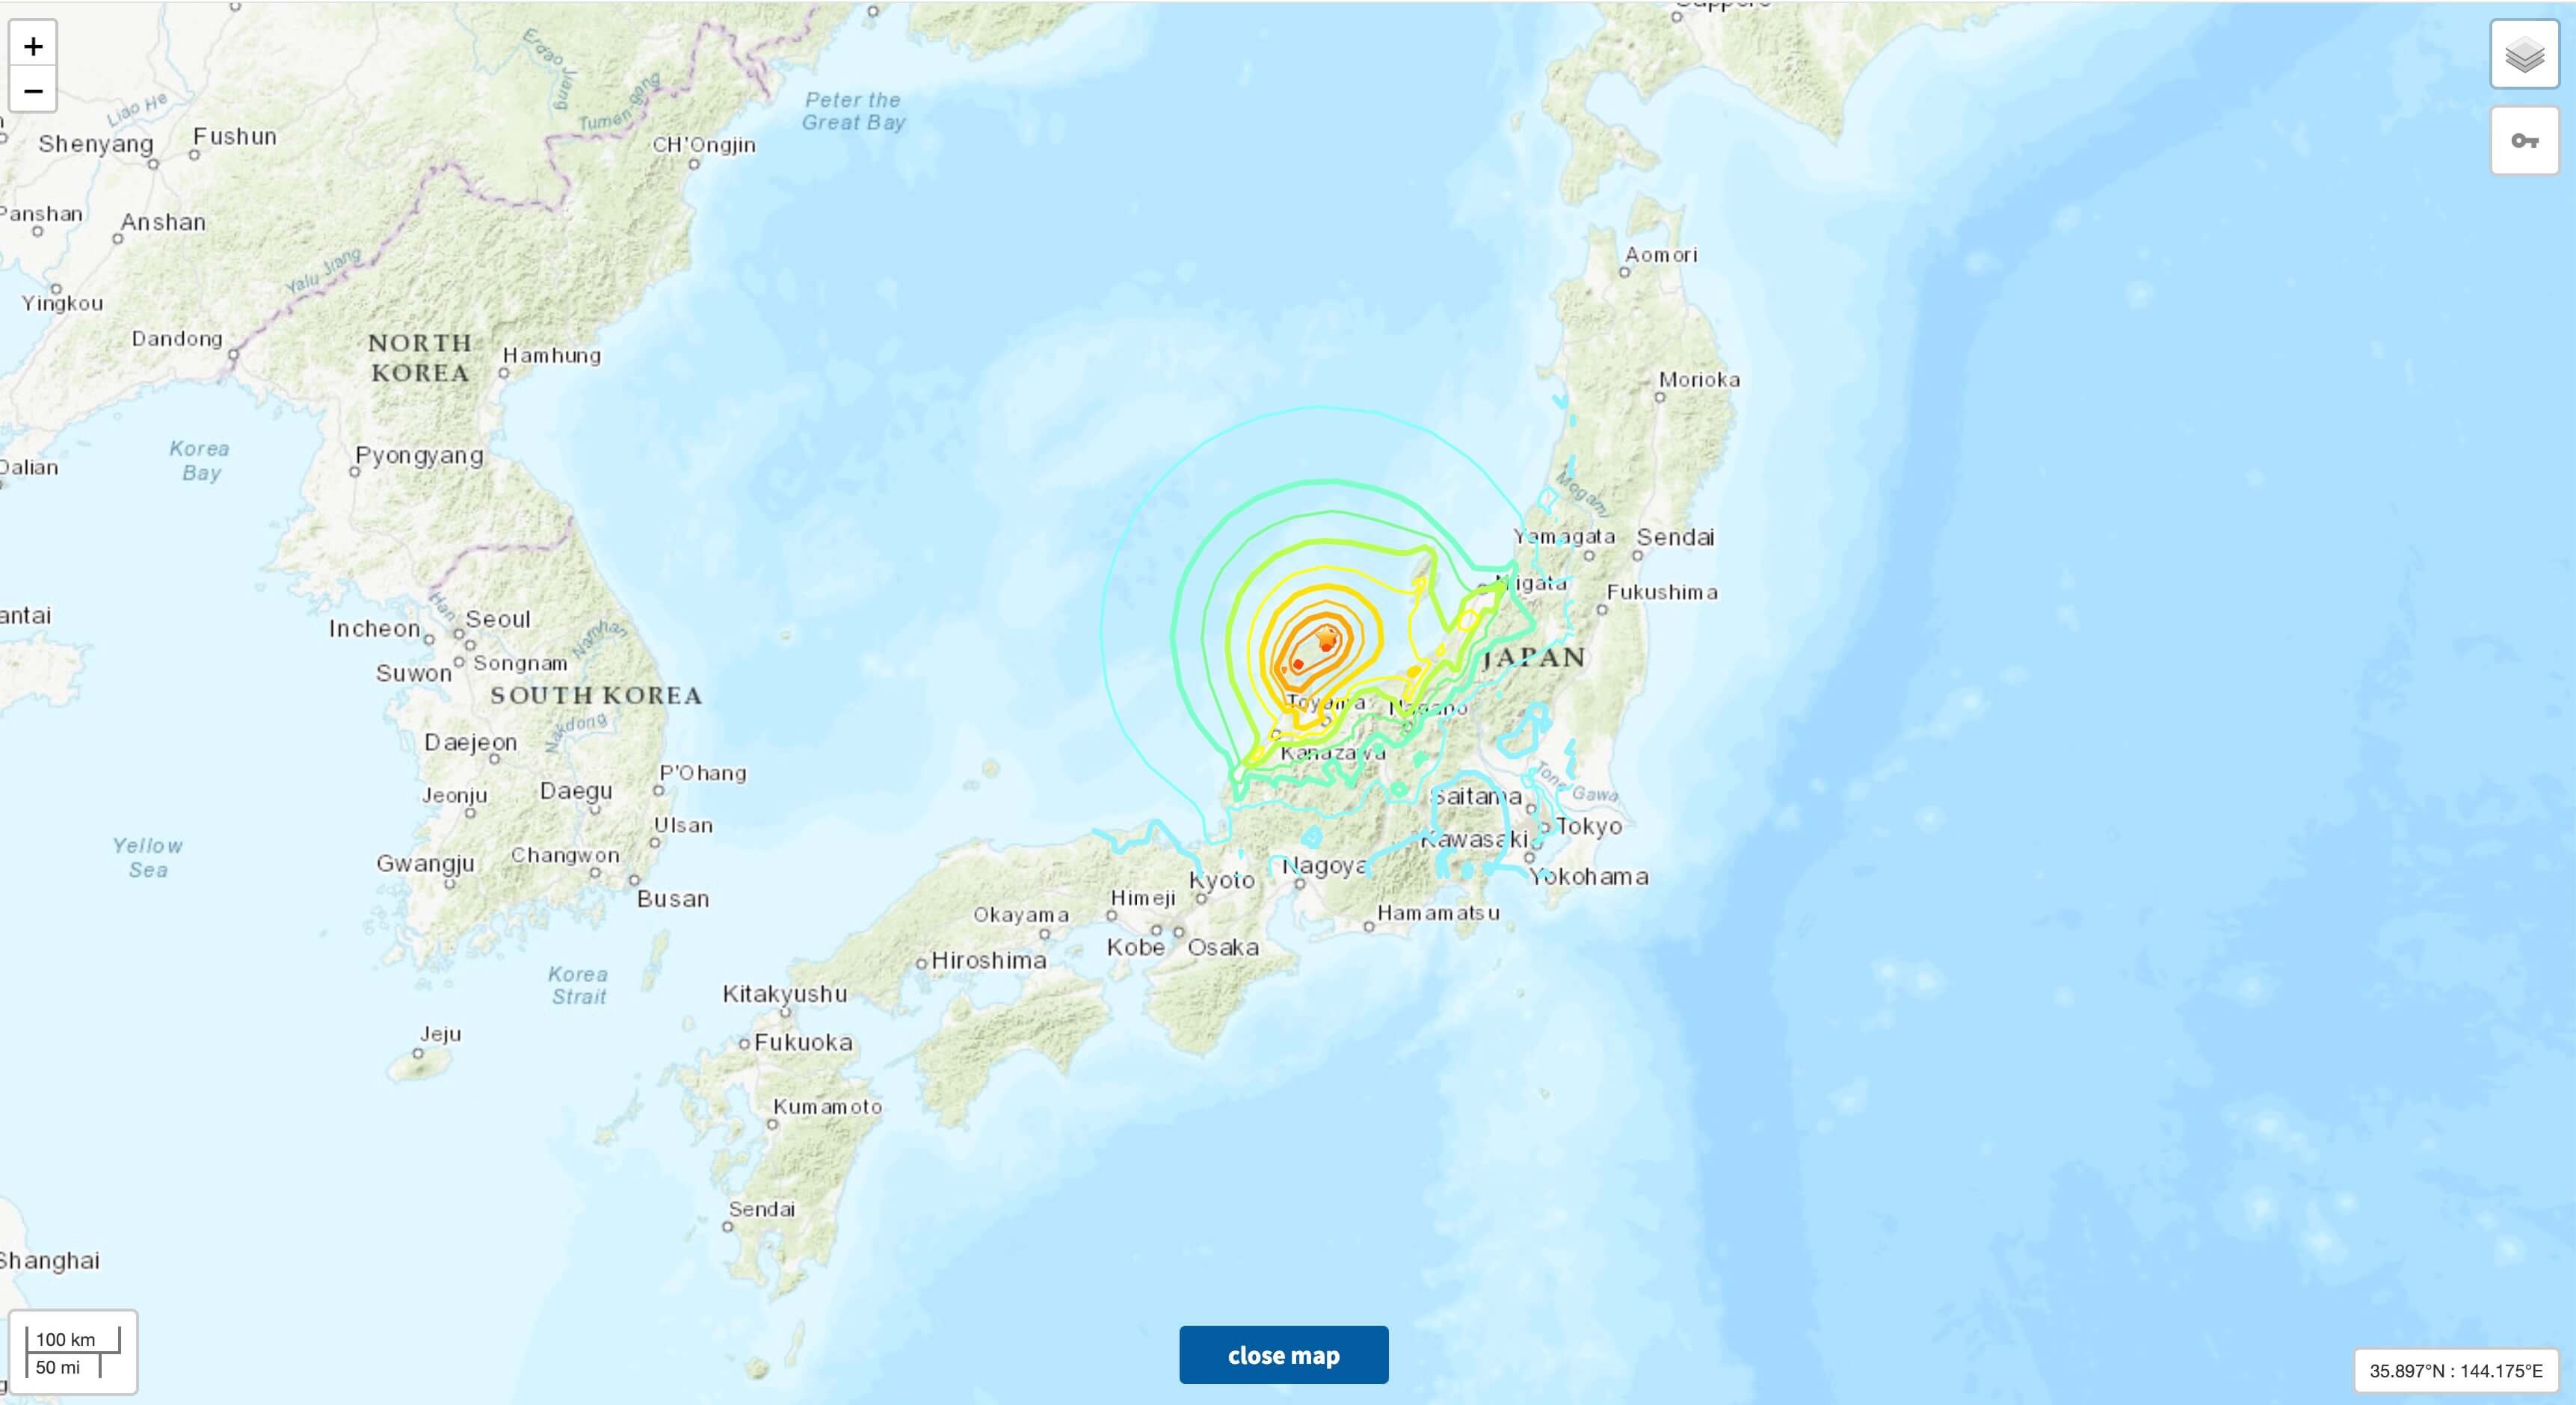 Sapporo
+
−
Erdao Jiang
Liao He
Tumen-gang
Peter the
Great Bay
Shenyang
Fushun
CH'Ongjin
Panshan
Anshan
Aomori
Yalu Jiang
Yingkou
Dandong
NORTH
KOREA
Hamhung
Morioka
Korea
Bay
Pyongyang
Dalian
Mogami
Yamagata
Sendai
Niigata
Fukushima
Han
Incheon
Seoul
Namhan
Suwon
Songnam
JAPAN
SOUTH KOREA
Toyama
Nagano
Nakdong
Daejeon
Kanazawa
P'Ohang
Jeonju
Daegu
Saitama
Tone Gawa
Ulsan
Tokyo
Yellow
Sea
Gwangju
Changwon
Kawasaki
Nagoya
Yokohama
Kyoto
Busan
Himeji
Okayama
Hamamatsu
Kobe
Osaka
Hiroshima
Korea
Strait
Kitakyushu
Jeju
Fukuoka
Kumamoto
Sendai
Shanghai
100 km
50 mi
close map
35.897°N : 144.175°E